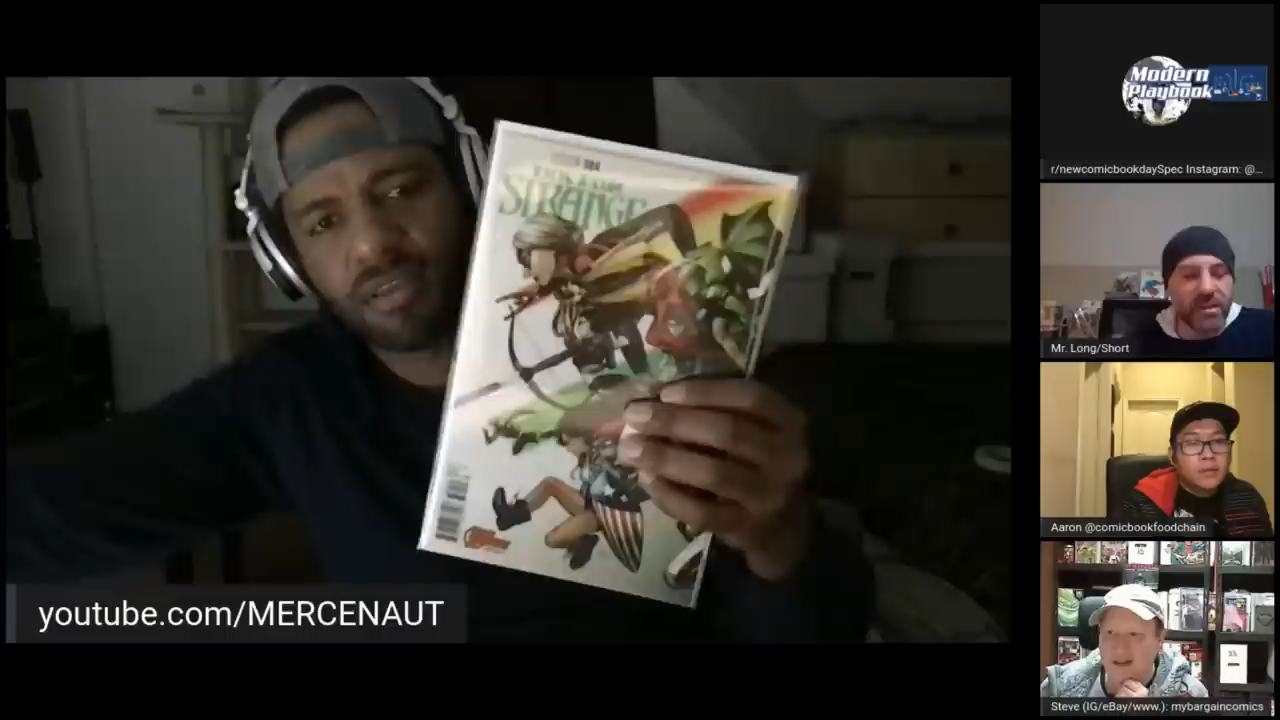 STRANGE
youtube.com/MERCENAUT
Modern
Playbook
r/newcomicbookdaySpec Instagram: @...
Mr. Long/Short
Aaron @comicbookfoodchain
Steve (IG/eBay/www.): mybargaincomics